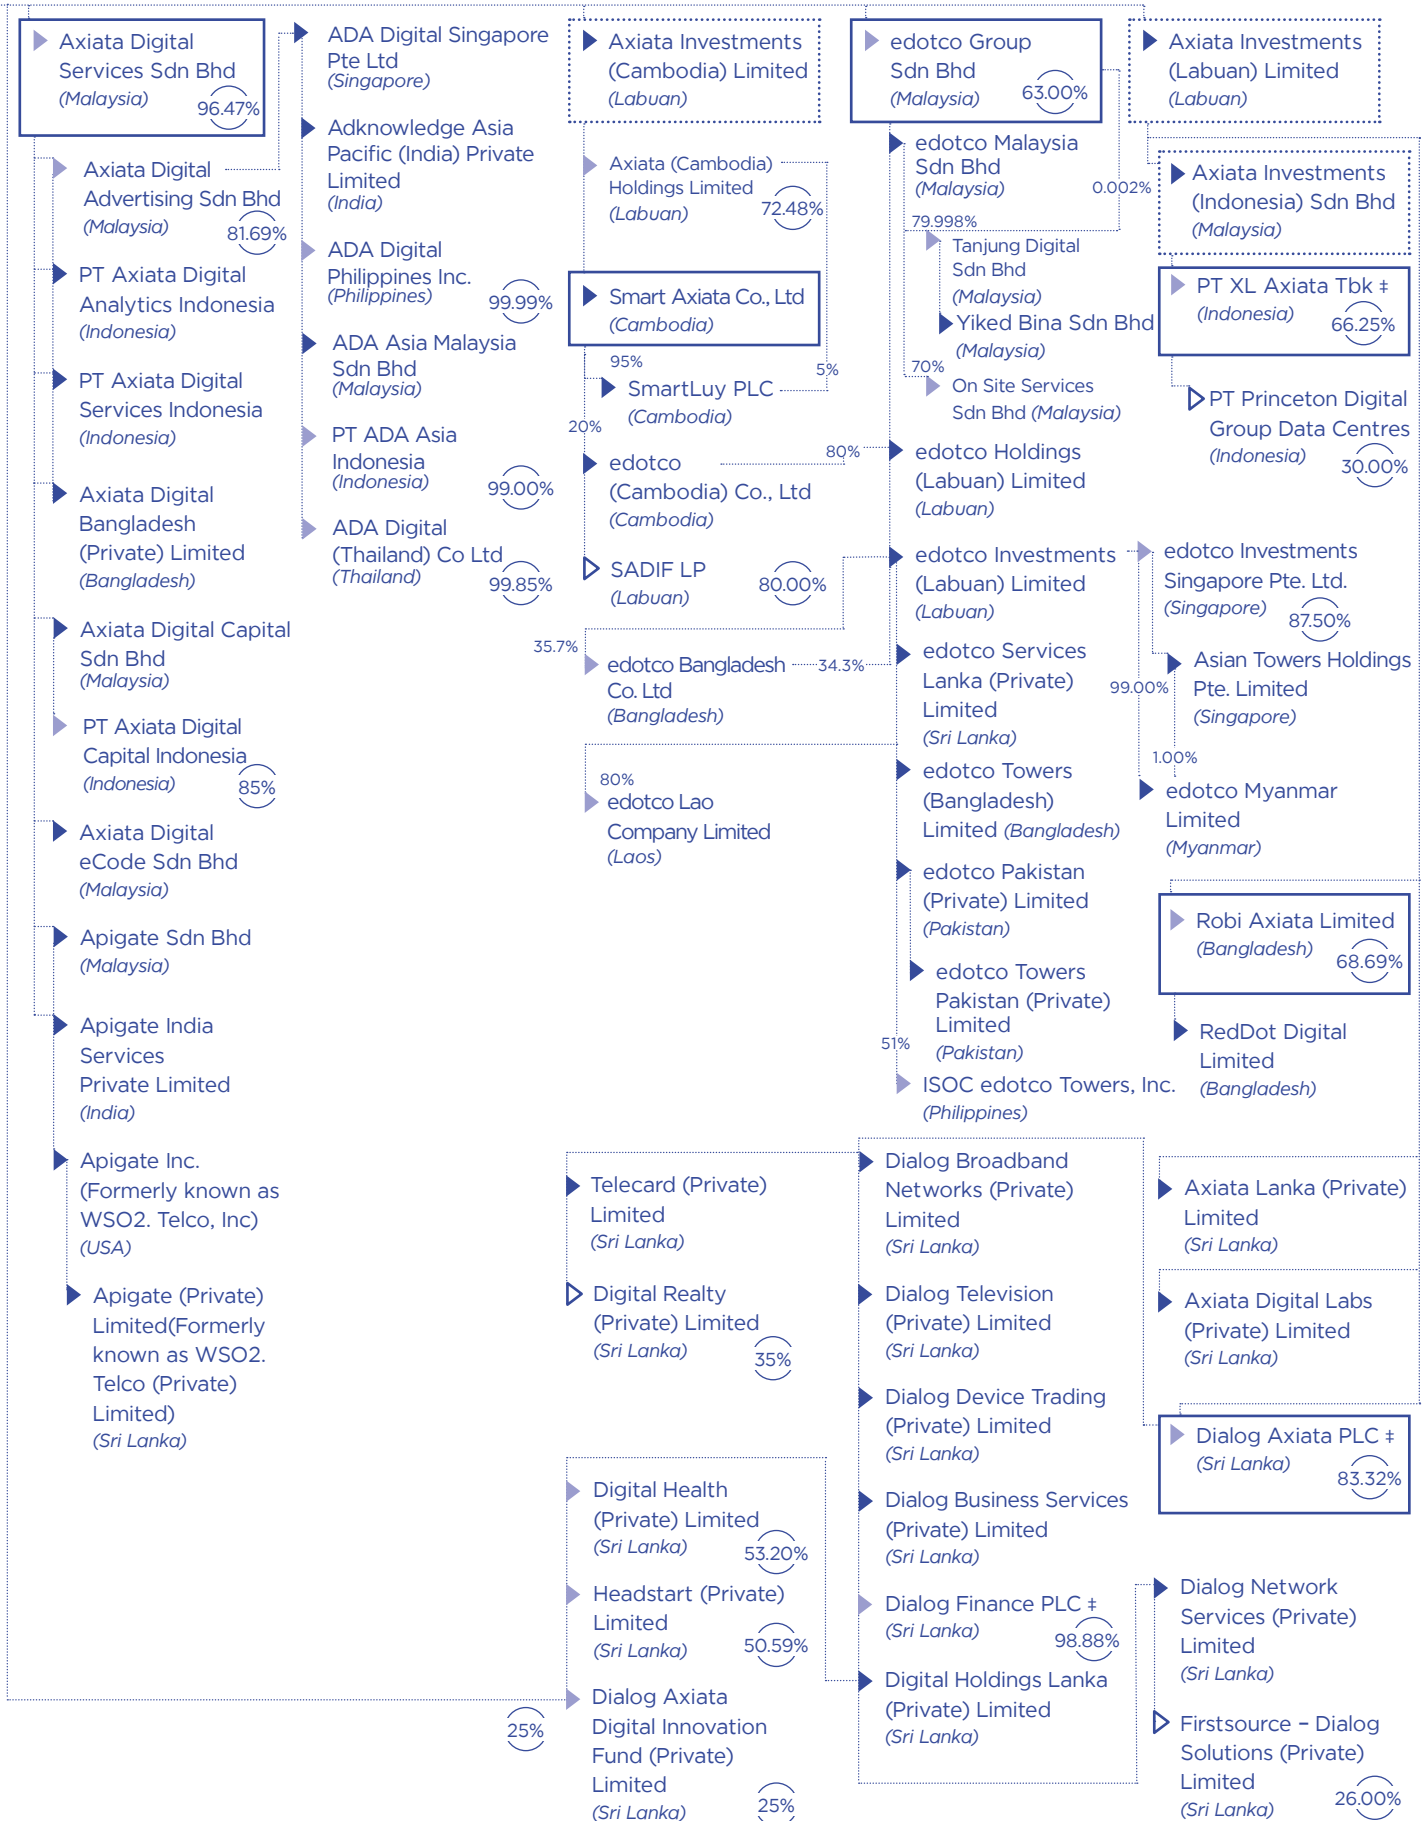 Axiata Digital
Services Sdn Bhd
(Malaysia)
96.47%
Axiata Digital
Advertising Sdn Bhd
(Malaysia)
81.69%
PT Axiata Digital
Analytics Indonesia
(Indonesia)
PT Axiata Digital
Services Indonesia
(Indonesia)
Axiata Digital
Bangladesh
(Private) Limited
(Bangladesh)
Axiata Digital Capital
Sdn Bhd
(Malaysia)
PT Axiata Digital
Capital Indonesia
(Indonesia)
85%
Axiata Digital
eCode Sdn Bhd
(Malaysia)
Apigate Sdn Bhd
(Malaysia)
Apigate India
Services
Private Limited
(India)
Apigate Inc.
(Formerly known as
WSO2. Telco, Inc)
(USA)
Apigate (Private)
Limited(Formerly
known as WSO2.
Telco (Private)
Limited)
(Sri Lanka)
ADA Digital Singapore
Pte Ltd
(Singapore)
Adknowledge Asia
Pacific (India) Private
Limited
(India)
ADA Digital
Philippines Inc.
(Philippines)
99.99%
ADA Asia Malaysia
Sdn Bhd
(Malaysia)
PT ADA Asia
Indonesia
(Indonesia)
99.00%
ADA Digital
(Thailand) Co Ltd
(Thailand)
99.85%
Axiata Investments
(Cambodia) Limited
(Labuan)
Axiata (Cambodia)
Holdings Limited
(Labuan)
72.48%
Smart Axiata Co., Ltd
(Cambodia)
95%
5%
SmartLuy PLC
(Cambodia)
20%
80%
edotco
(Cambodia) Co., Ltd
(Cambodia)
SADIF LP
(Labuan)
80.00%
35.7%
edotco Bangladesh
Co. Ltd
(Bangladesh)
34.3%
80%
edotco Lao
Company Limited
(Laos)
edotco Group
Sdn Bhd
(Malaysia)
63.00%
edotco Malaysia
Sdn Bhd
(Malaysia)
0.002%
79.998%
Tanjung Digital
Sdn Bhd
(Malaysia)
Yiked Bina Sdn Bhd
(Malaysia)
70%
On Site Services
Sdn Bhd (Malaysia)
edotco Holdings
(Labuan) Limited
(Labuan)
edotco Investments
(Labuan) Limited
(Labuan)
edotco Services
Lanka (Private)
Limited
(Sri Lanka)
edotco Towers
(Bangladesh)
Limited (Bangladesh)
edotco Pakistan
(Private) Limited
(Pakistan)
edotco Towers
Pakistan (Private)
Limited
(Pakistan)
51%
ISOC edotco Towers, Inc.
(Philippines)
Axiata Investments
(Labuan) Limited
(Labuan)
Axiata Investments
(Indonesia) Sdn Bhd
(Malaysia)
PT XL Axiata Tbk ‡
(Indonesia)
66.25%
PT Princeton Digital
Group Data Centres
(Indonesia)
30.00%
edotco Investments
Singapore Pte. Ltd.
(Singapore)
87.50%
Asian Towers Holdings
Pte. Limited
(Singapore)
99.00%
1.00%
edotco Myanmar
Limited
(Myanmar)
Robi Axiata Limited
(Bangladesh)
68.69%
RedDot Digital
Limited
(Bangladesh)
Axiata Lanka (Private)
Limited
(Sri Lanka)
Axiata Digital Labs
(Private) Limited
(Sri Lanka)
Dialog Axiata PLC ‡
(Sri Lanka)
83.32%
Dialog Broadband
Networks (Private)
Limited
(Sri Lanka)
Dialog Television
(Private) Limited
(Sri Lanka)
Dialog Device Trading
(Private) Limited
(Sri Lanka)
Dialog Business Services
(Private) Limited
(Sri Lanka)
Dialog Finance PLC ‡
(Sri Lanka)
98.88%
Digital Holdings Lanka
(Private) Limited
(Sri Lanka)
Telecard (Private)
Limited
(Sri Lanka)
Digital Realty
(Private) Limited
(Sri Lanka)
35%
Digital Health
(Private) Limited
(Sri Lanka)
53.20%
Headstart (Private)
Limited
(Sri Lanka)
50.59%
25%
Dialog Axiata
Digital Innovation
Fund (Private)
Limited
(Sri Lanka)
25%
Dialog Network
Services (Private)
Limited
(Sri Lanka)
Firstsource – Dialog
Solutions (Private)
Limited
(Sri Lanka)
26.00%